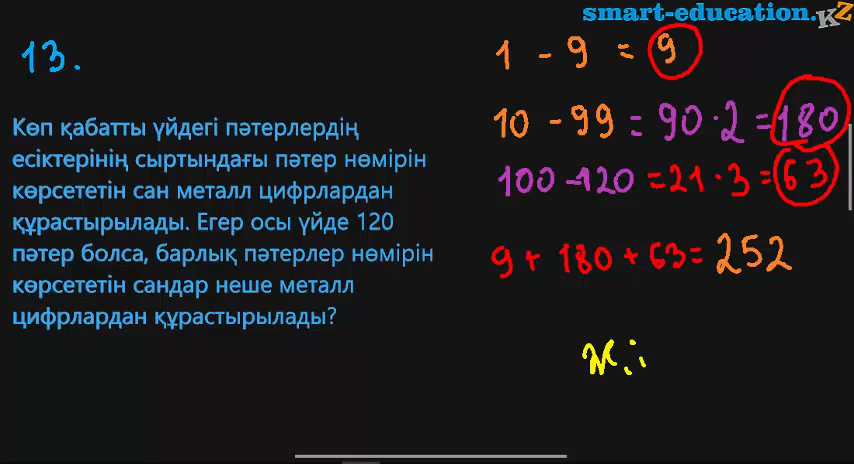 smart-education.KZ
13.
Көп қабатты үйдегі пәтерлердің
есіктерінің сыртындағы пәтер нөмірін
көрсететін сан металл цифрлардан
құрастырылады. Егер осы үйде 120
пәтер болса, барлық пәтерлер нөмірін
көрсететін сандар неше металл
цифрлардан құрастырылады?
1 - 9 = 9
10 - 99 = 90 · 2 = 180
100 - 120 = 21 · 3 = 63
9 + 180 + 63 = 252
ж.: